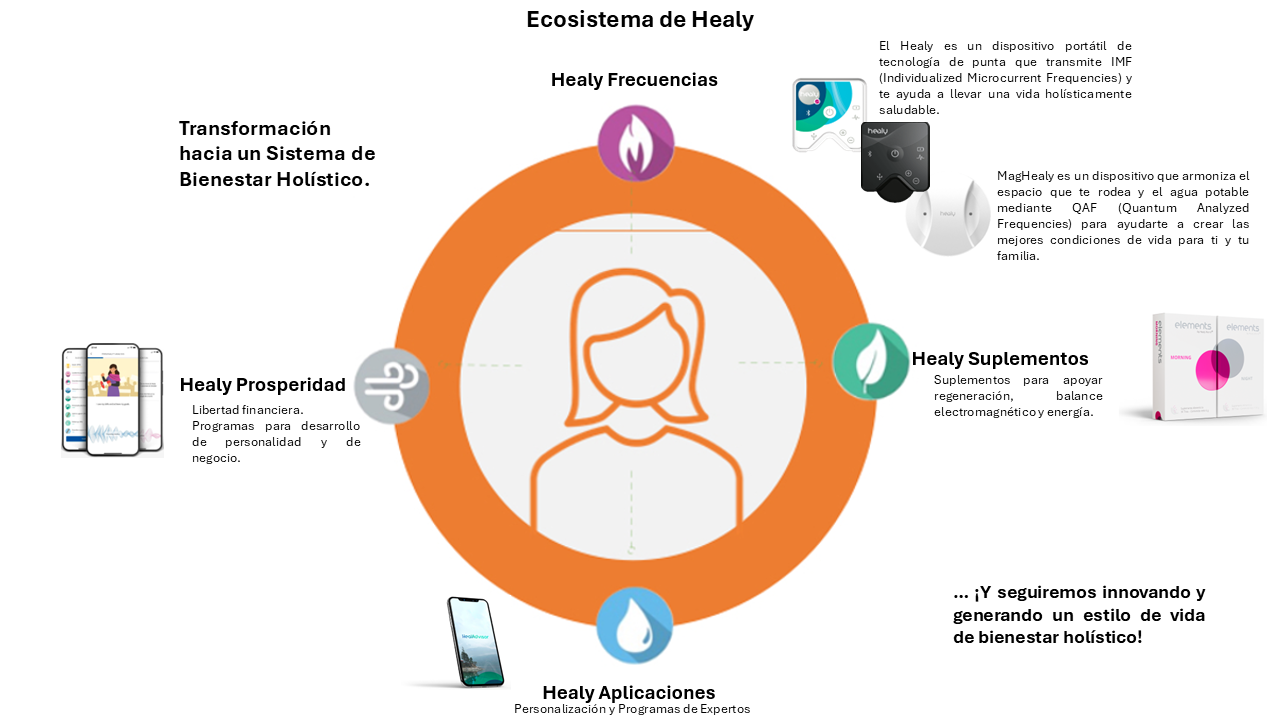 Ecosistema de Healy
Healy Frecuencias
El Healy es un dispositivo portátil de
tecnología de punta que transmite IMF
(Individualized Microcurrent Frequencies) y
te ayuda a llevar una vida holísticamente
saludable.
Transformación
hacia un Sistema de
Bienestar Holístico.
healy
MagHealy es un dispositivo que armoniza el
espacio que te rodea y el agua potable
mediante QAF (Quantum Analyzed
Frequencies) para ayudarte a crear las
mejores condiciones de vida para ti y tu
familia.
healy
elements
elements
elements
MORNING
NIGHT
Healy Suplementos
Suplementos para apoyar
regeneración, balance
electromagnético y energía.
Healy Prosperidad
Libertad financiera.
Programas para desarrollo
de personalidad y de
negocio.
... ¡Y seguiremos innovando y
generando un estilo de vida
de bienestar holístico!
HealAdvisor
Healy Aplicaciones
Personalización y Programas de Expertos